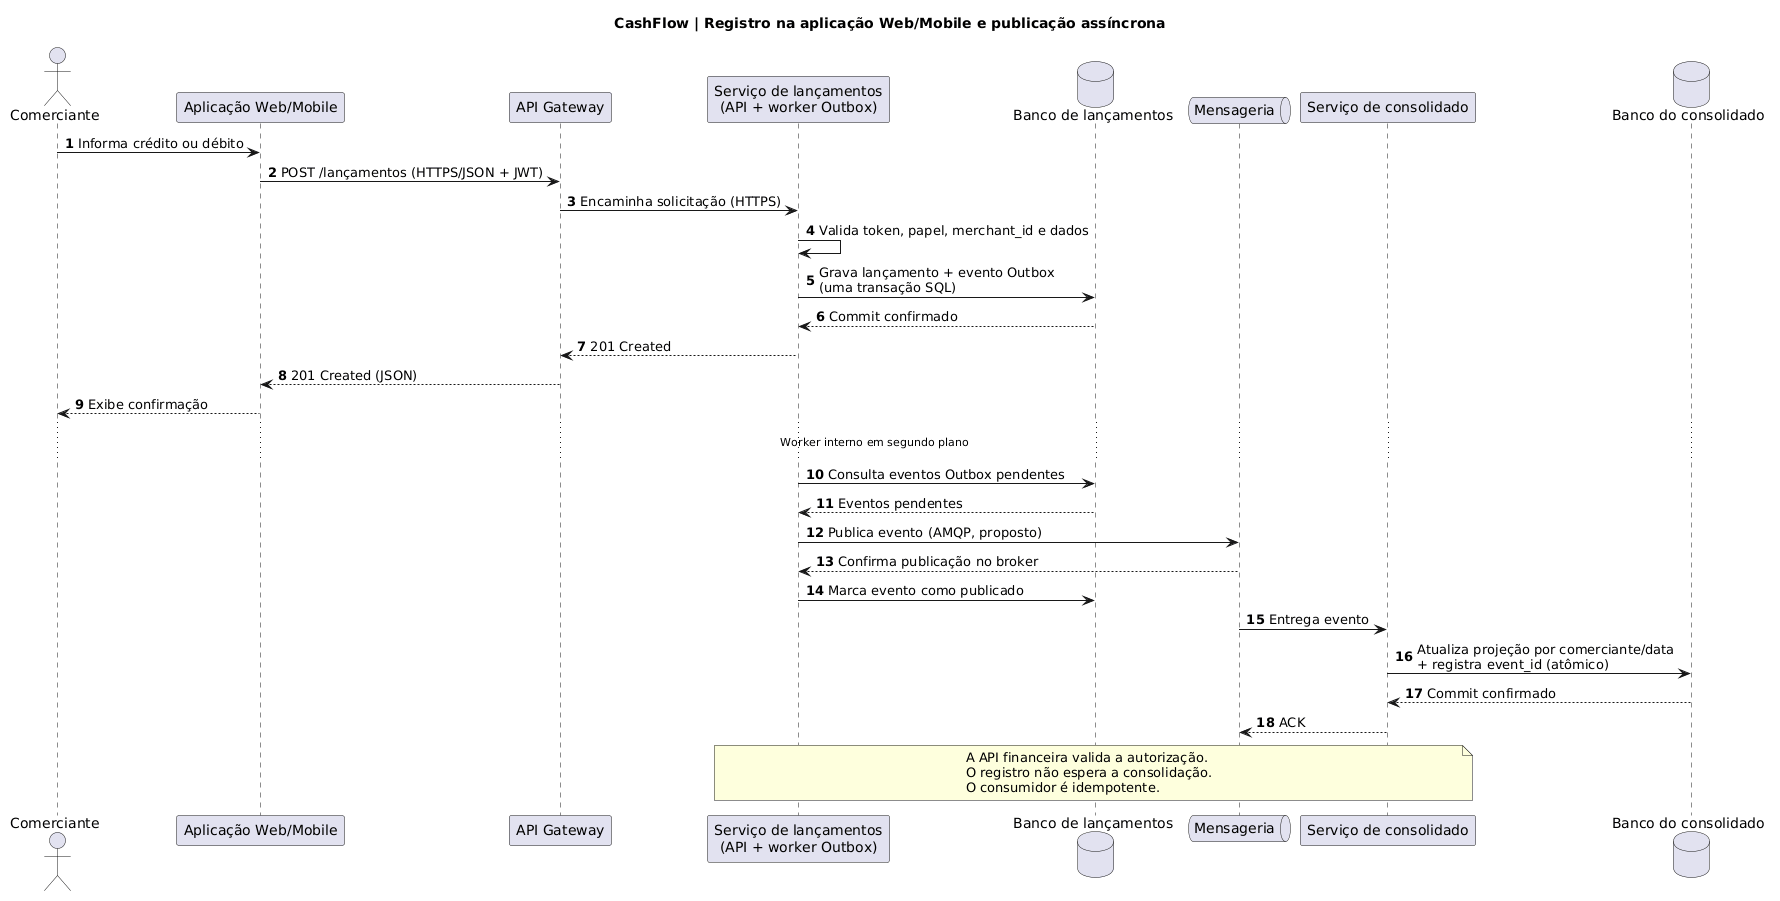 CashFlow | Registro na aplicação Web/Mobile e publicação assíncrona
Comerciante
Aplicação Web/Mobile
API Gateway
Serviço de lançamentos
(API + worker Outbox)
Banco de lançamentos
Mensageria
Serviço de consolidado
Banco do consolidado
1 Informa crédito ou débito
2 POST /lançamentos (HTTPS/JSON + JWT)
3 Encaminha solicitação (HTTPS)
4 Valida token, papel, merchant_id e dados
5 Grava lançamento + evento Outbox
(uma transação SQL)
6 Commit confirmado
7 201 Created
8 201 Created (JSON)
9 Exibe confirmação
Worker interno em segundo plano
10 Consulta eventos Outbox pendentes
11 Eventos pendentes
12 Publica evento (AMQP, proposto)
13 Confirma publicação no broker
14 Marca evento como publicado
15 Entrega evento
16 Atualiza projeção por comerciante/data
+ registra event_id (atômico)
17 Commit confirmado
18 ACK
A API financeira valida a autorização.
O registro não espera a consolidação.
O consumidor é idempotente.
Comerciante
Aplicação Web/Mobile
API Gateway
Serviço de lançamentos
(API + worker Outbox)
Banco de lançamentos
Mensageria
Serviço de consolidado
Banco do consolidado